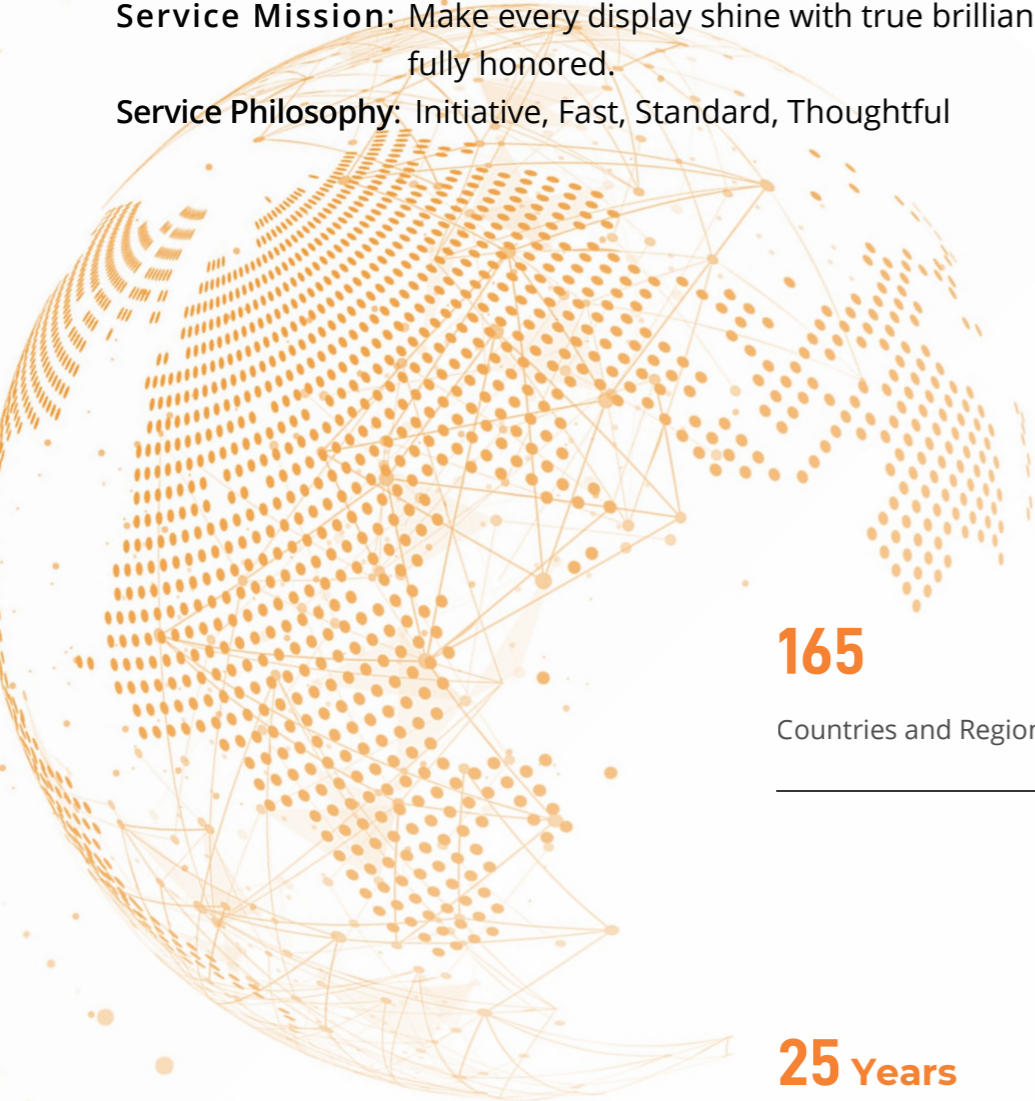 Service Mission: Make every display shine with true brillian
fully honored.
Service Philosophy: Initiative, Fast, Standard, Thoughtful
165
Countries and Region
25 Years